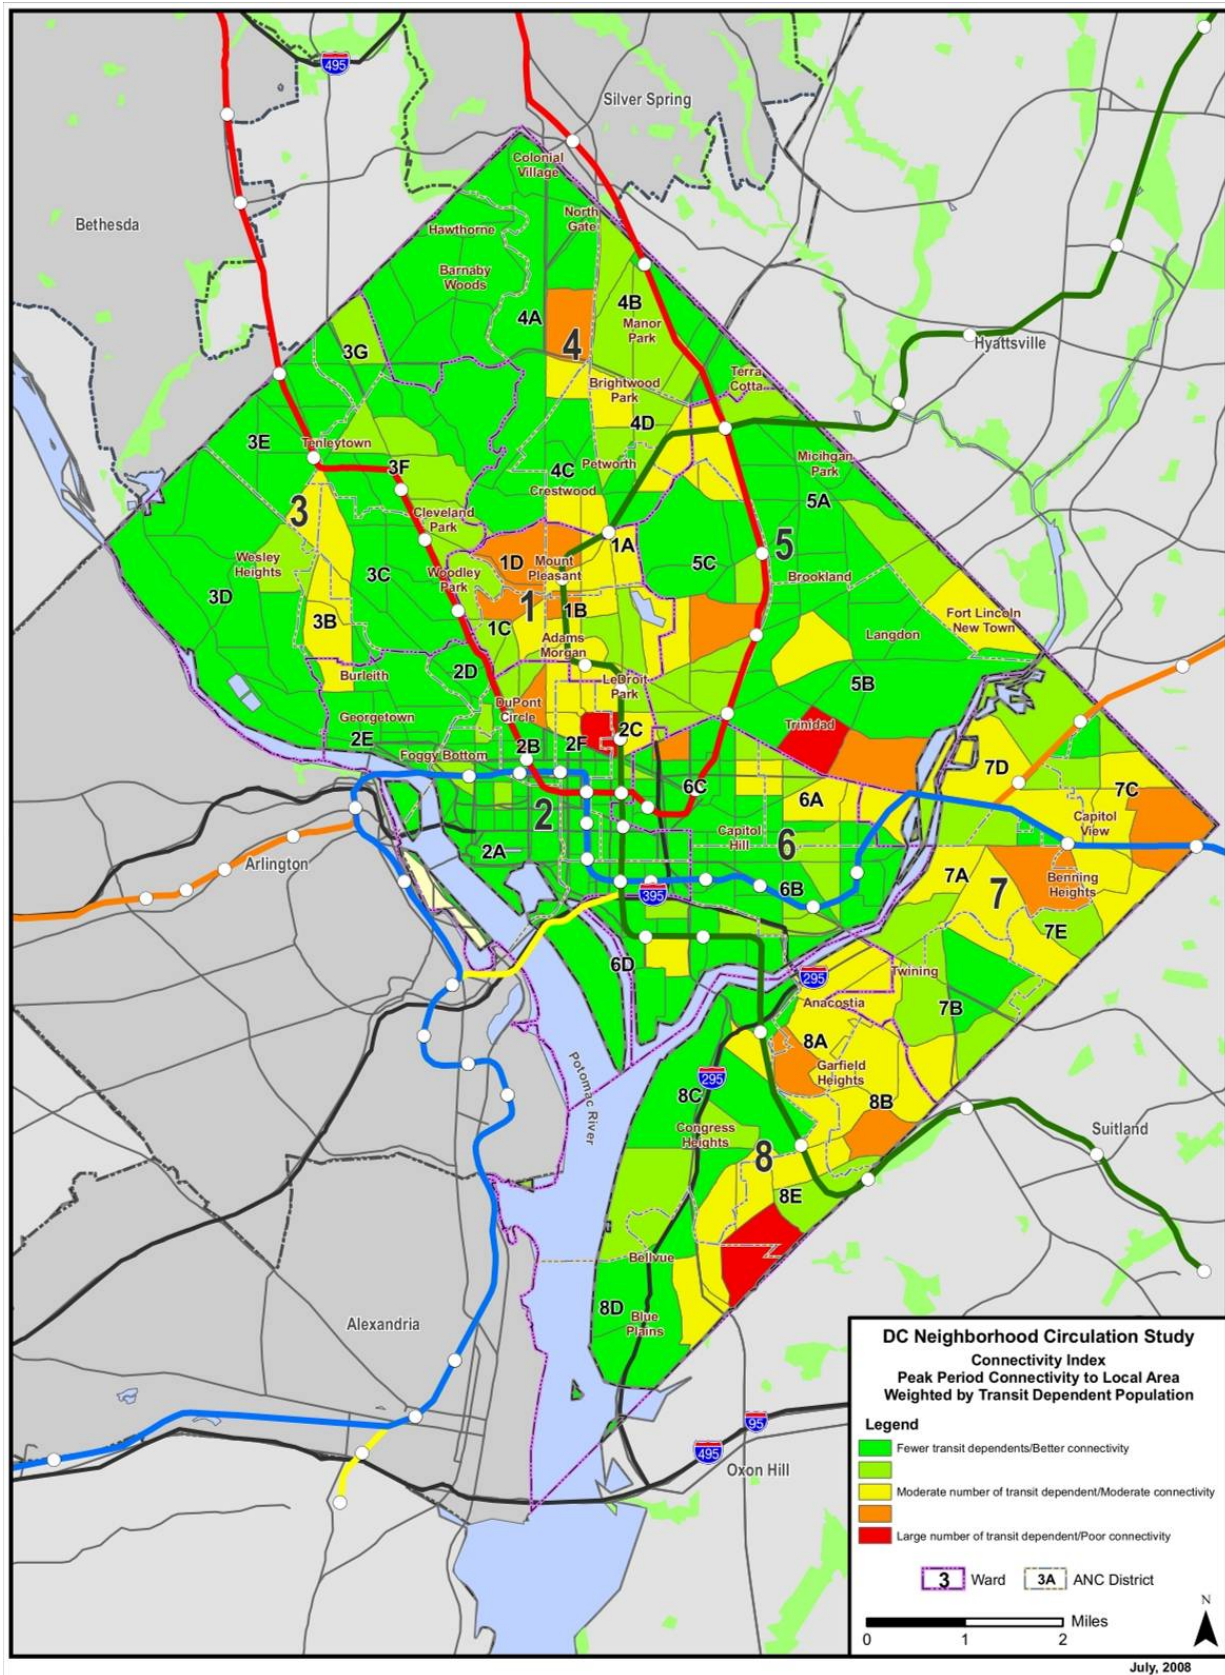 495
Silver Spring
Colonial
Village
Bethesda
North
Gate
Hawthorne
Barnaby
Woods
4A
4B
Manor
Park
4
Hyattsville
3G
Terra
Cotta
Brightwood
Park
4D
3E
Tenleytown
3F
4C
Petworth
Micihgan
Park
Crestwood
5A
3
Cleveland
Park
1A
5
Wesley
Heights
3C
Woodley
Park
1D
Mount
Pleasant
5C
Brookland
3D
3B
1
1B
1C
Fort Lincoln
New Town
Adams
Morgan
Langdon
Burleith
2D
LeDroit
Park
5B
DuPont
Circle
Georgetown
2E
Foggy Bottom
2B
2F
2C
Trinidad
7D
6C
6A
7C
2
Capitol
View
Capitol
Hill
6
Arlington
2A
6B
7A
7
Benning
Heights
395
7E
6D
Twining
295
Anacostia
7B
8A
Potomac River
295
8C
Garfield
Heights
8B
Congress
Heights
8
Suitland
8E
Bellvue
8D
Blue
Plains
Alexandria
95
495
Oxon Hill
DC Neighborhood Circulation Study
Connectivity Index
Peak Period Connectivity to Local Area
Weighted by Transit Dependent Population
Legend
Fewer transit dependents/Better connectivity
Moderate number of transit dependent/Moderate connectivity
Large number of transit dependent/Poor connectivity
3 Ward 3A ANC District
N
Miles
0 1 2
July, 2008